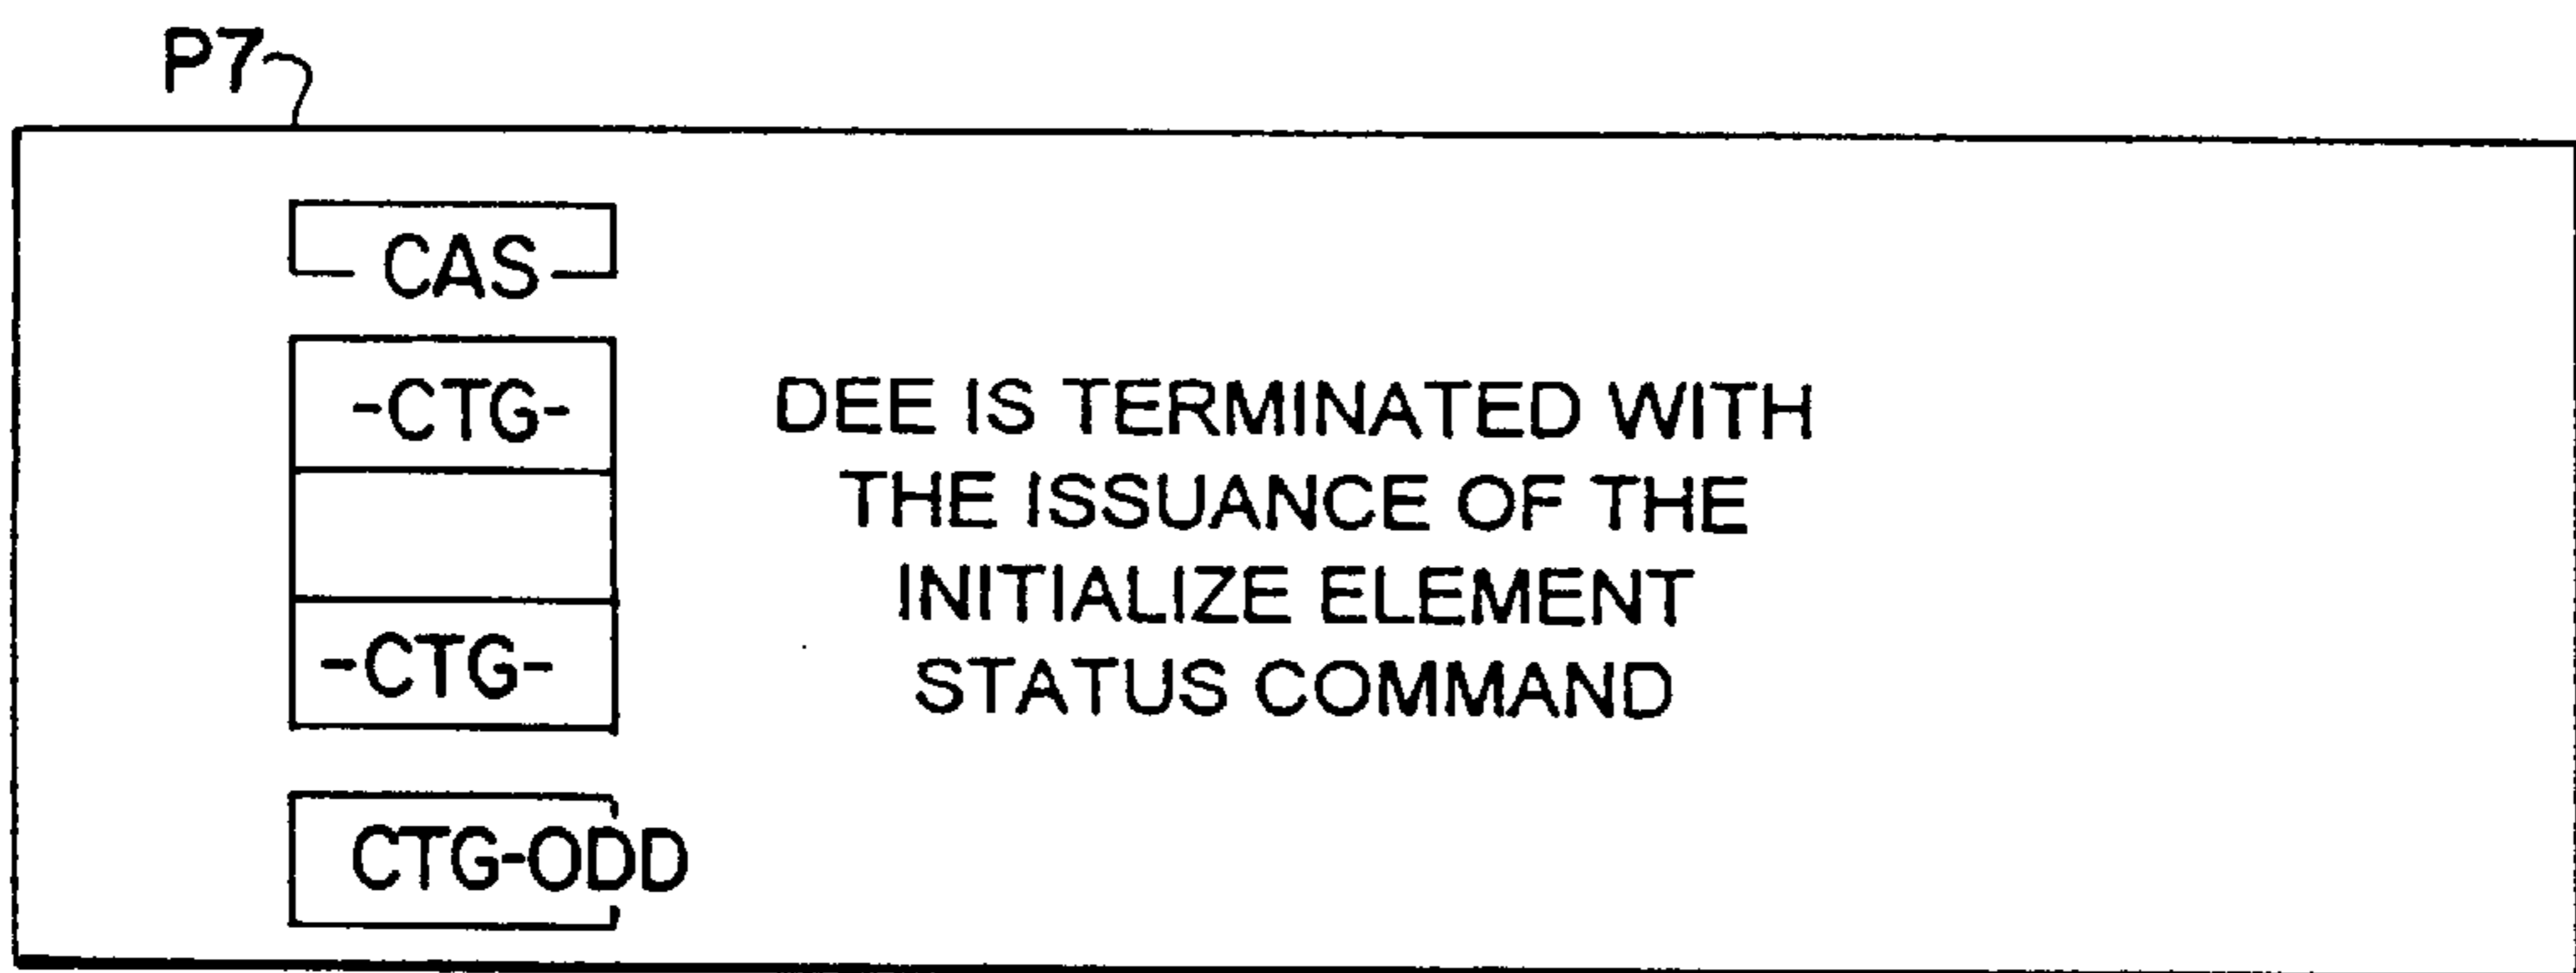 P7
CAS
-CTG-
-CTG-
CTG-ODD
DEE IS TERMINATED WITH
THE ISSUANCE OF THE
INITIALIZE ELEMENT
STATUS COMMAND